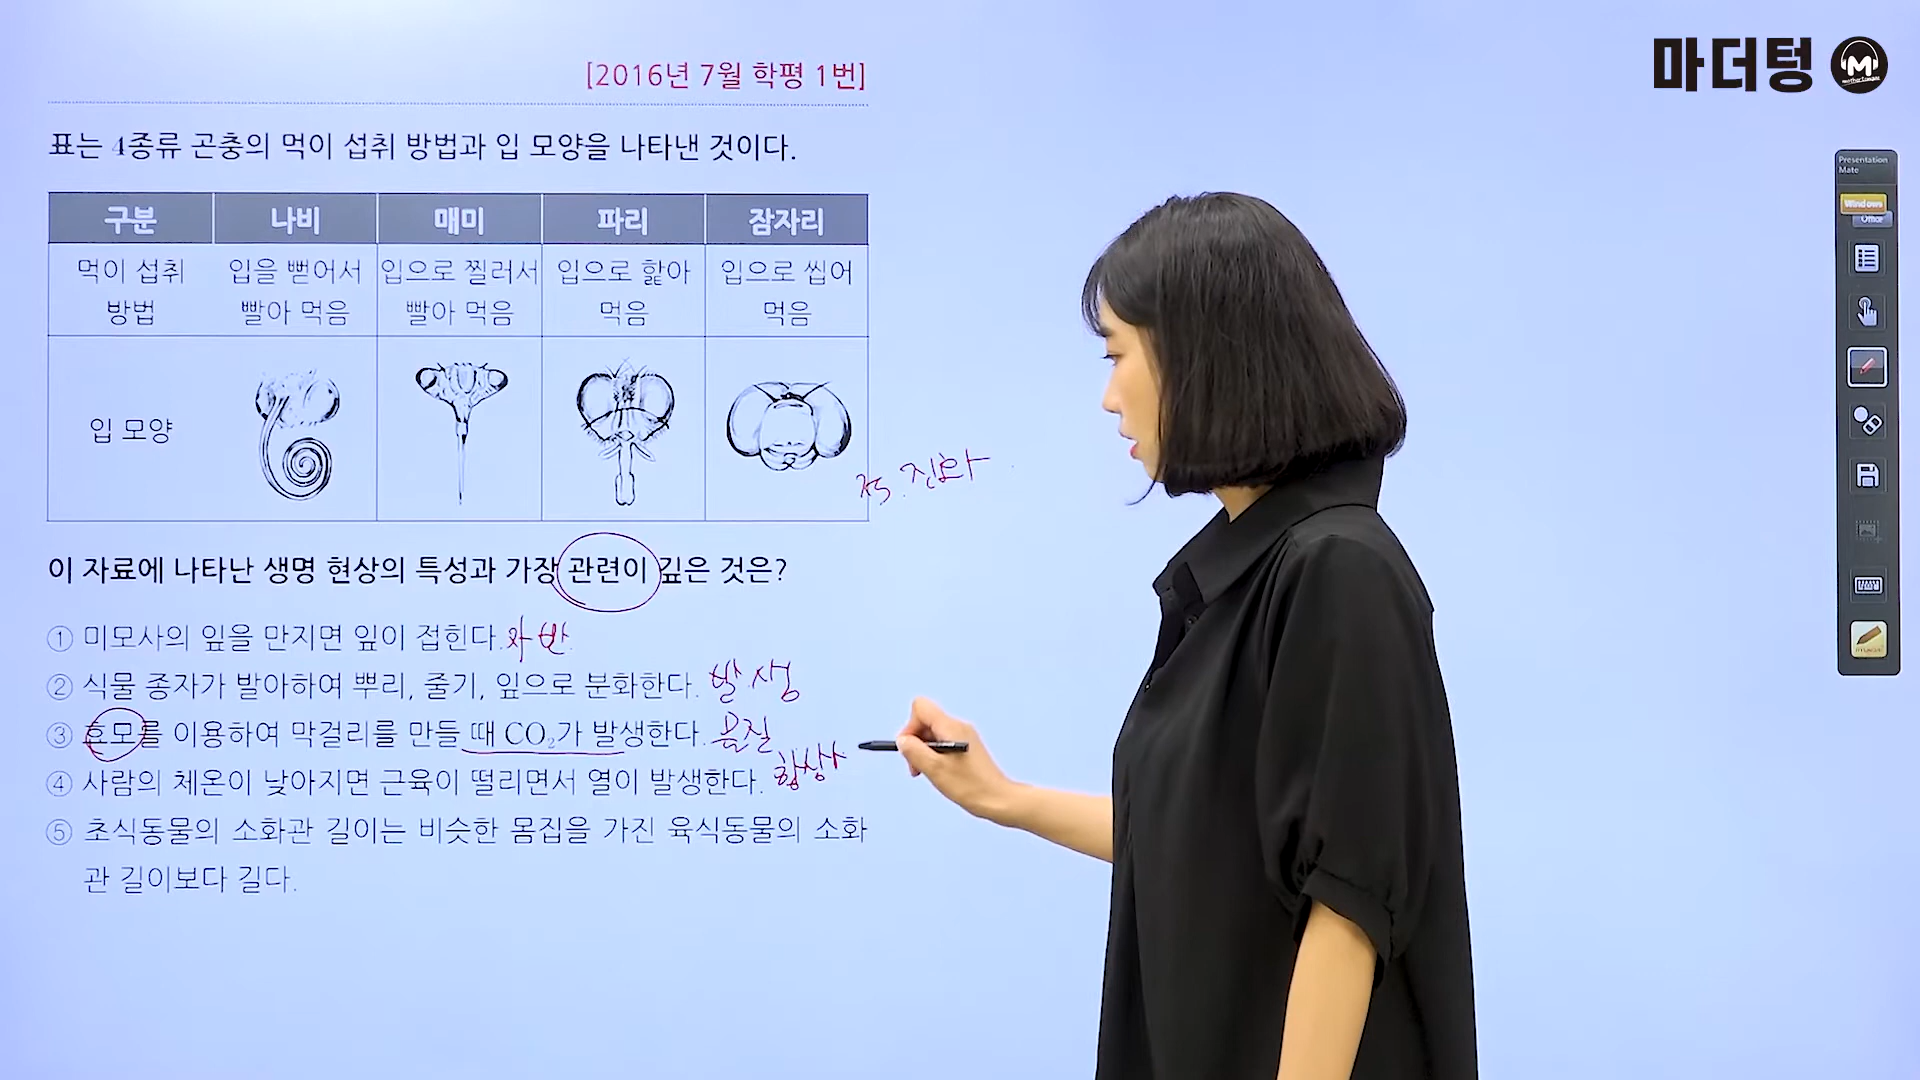 마더텅
M
[2016년 7월 학평 1번]
표는 4종류 곤충의 먹이 섭취 방법과 입 모양을 나타낸 것이다.
구분 나비 매미 파리 잠자리
먹이 섭취 방법 입을 뻗어서 빨아 먹음 입으로 찔러서 빨아 먹음 입으로 핥아 먹음 입으로 씹어 먹음
입 모양
적.진화
이 자료에 나타난 생명 현상의 특성과 가장 관련이 깊은 것은?
① 미모사의 잎을 만지면 잎이 접힌다. 자 반
② 식물 종자가 발아하여 뿌리, 줄기, 잎으로 분화한다. 발.생
③ 효모를 이용하여 막걸리를 만들 때 CO₂가 발생한다. 물질
④ 사람의 체온이 낮아지면 근육이 떨리면서 열이 발생한다. 항상
⑤ 초식동물의 소화관 길이는 비슷한 몸집을 가진 육식동물의 소화
관 길이보다 길다.
Presentation
Mate
Windows
Office